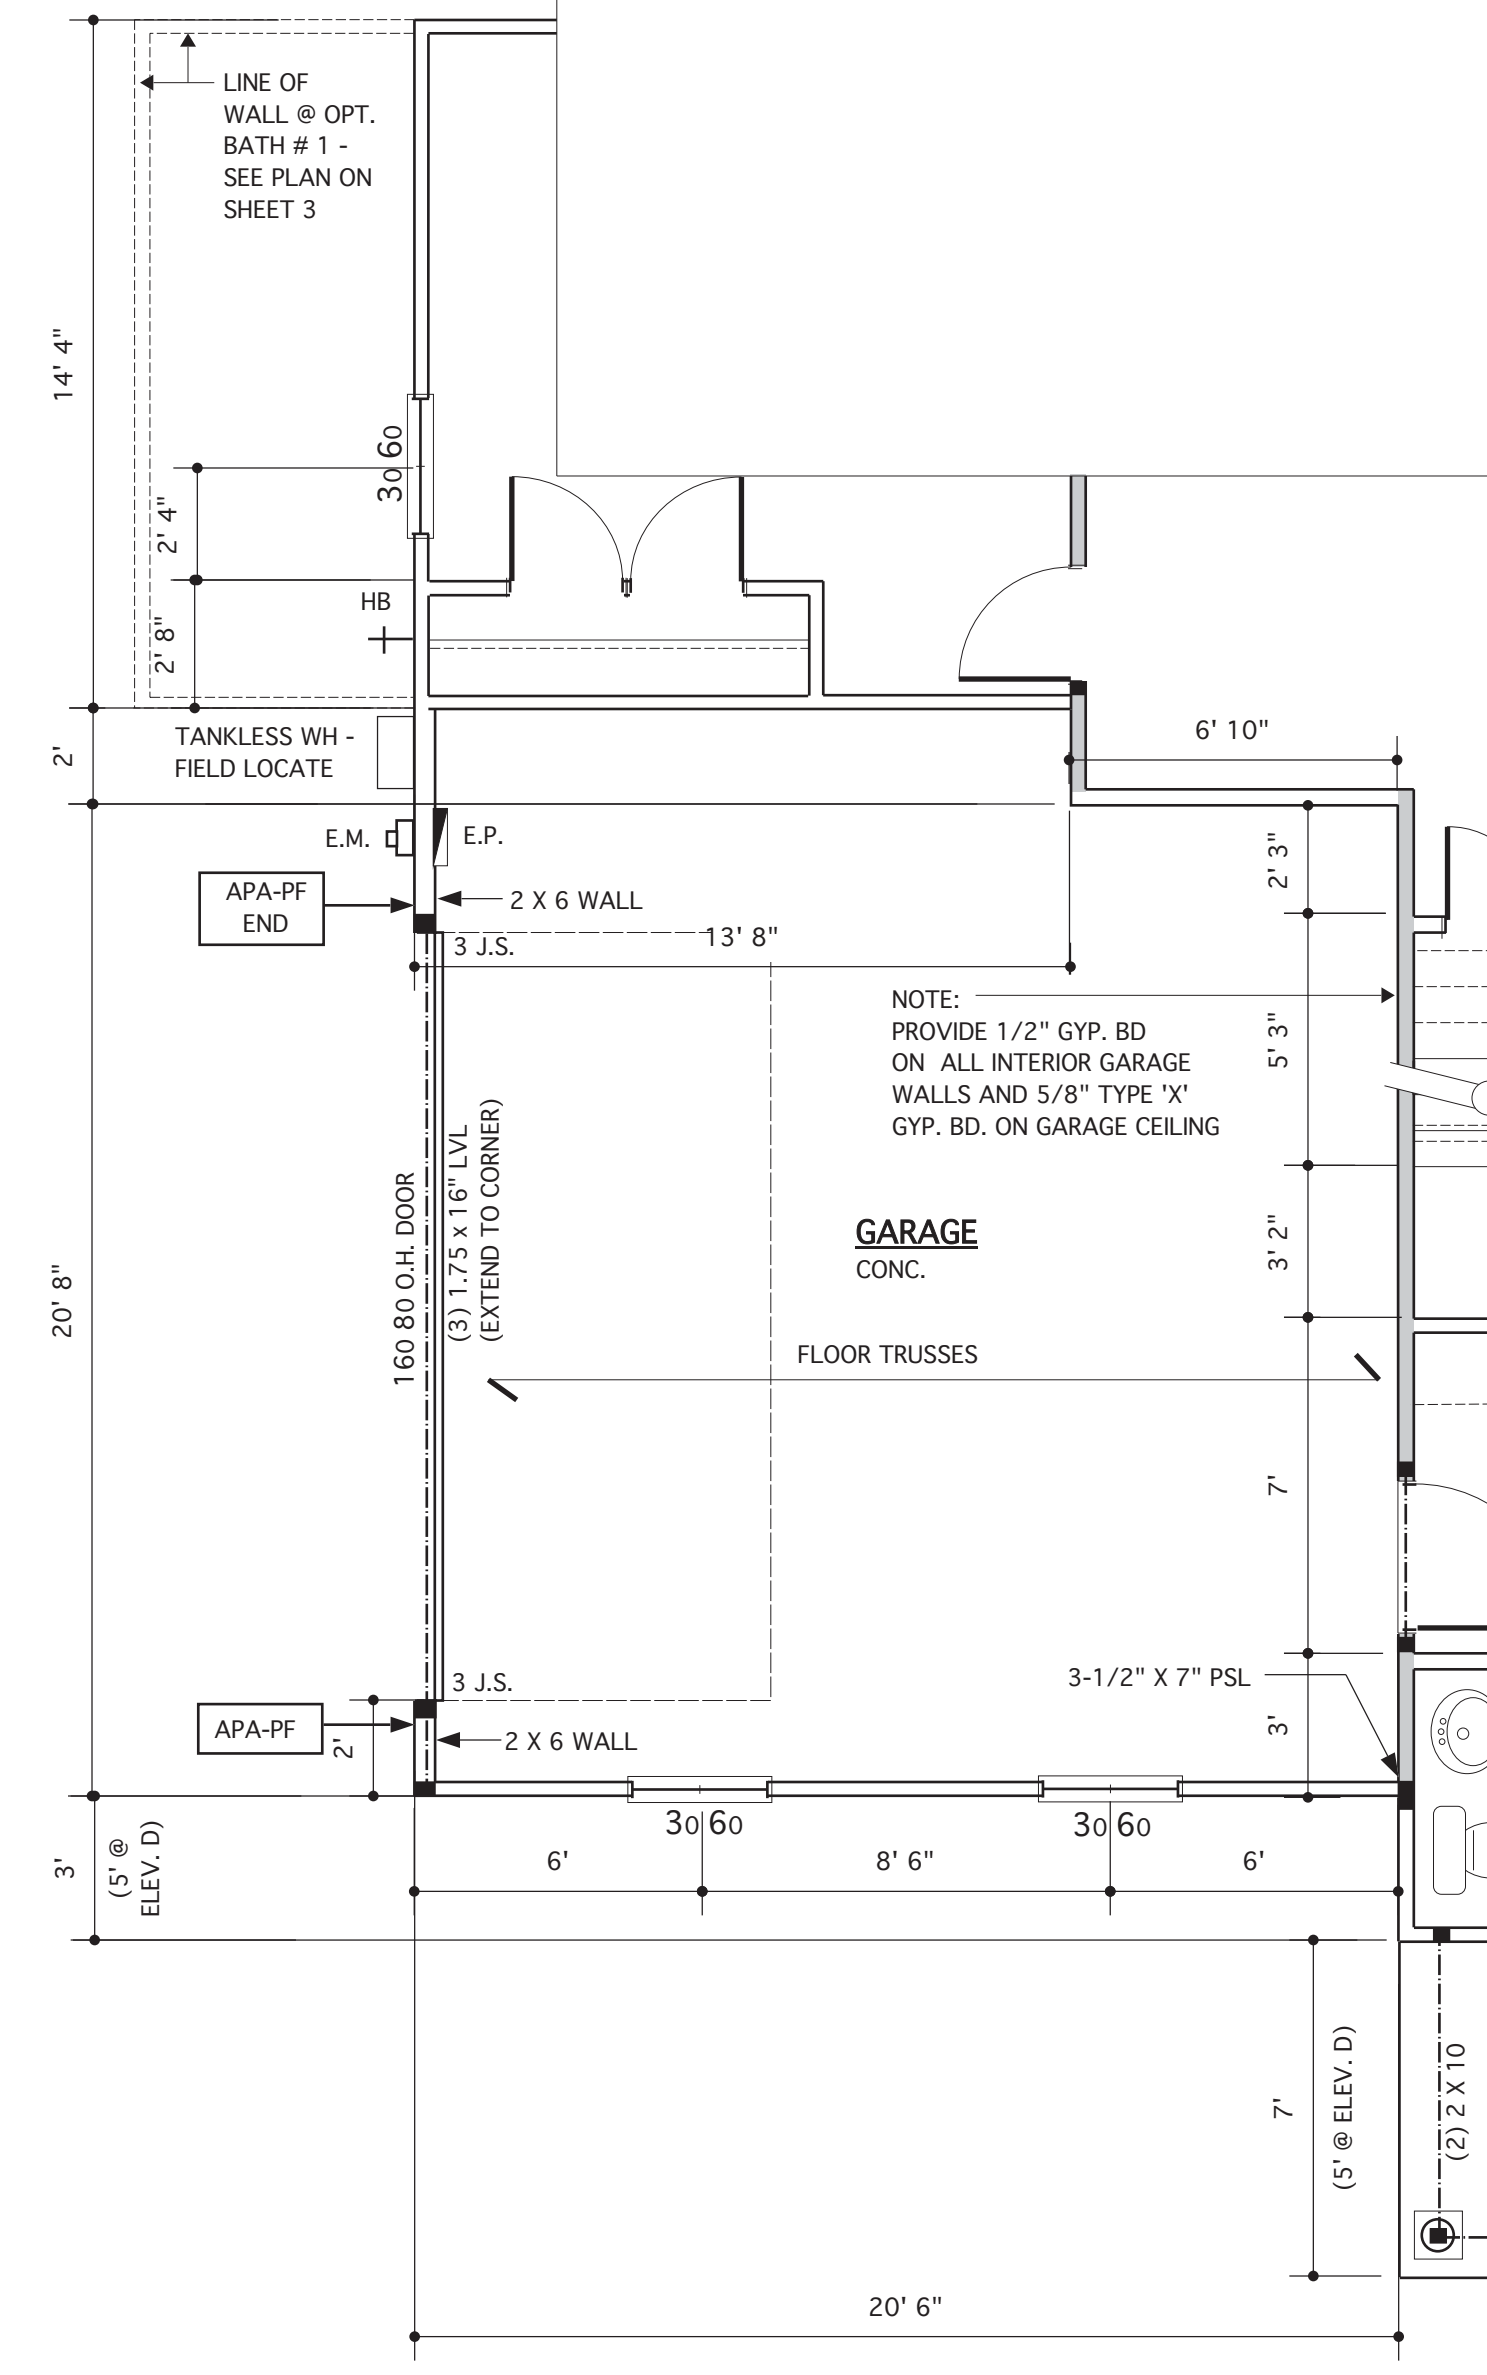 LINE OF
WALL @ OPT.
BATH # 1 -
SEE PLAN ON
SHEET 3
14' 4"
30 60
2' 4"
HB
2' 8"
TANKLESS WH -
FIELD LOCATE
2'
6' 10"
E.M.
E.P.
2' 3"
APA-PF
END
2 X 6 WALL
13' 8"
3 J.S.
NOTE:
PROVIDE 1/2" GYP. BD
ON ALL INTERIOR GARAGE
WALLS AND 5/8" TYPE 'X'
GYP. BD. ON GARAGE CEILING
5' 3"
160 80 O.H. DOOR
(3) 1.75 x 16" LVL
(EXTEND TO CORNER)
GARAGE
CONC.
3' 2"
20' 8"
FLOOR TRUSSES
7'
3 J.S.
3-1/2" X 7" PSL
APA-PF
2'
2 X 6 WALL
3'
30 60
30 60
3'
(5' @
ELEV. D)
6'
8' 6"
6'
7'
(5' @ ELEV. D)
(2) 2 X 10
20' 6"